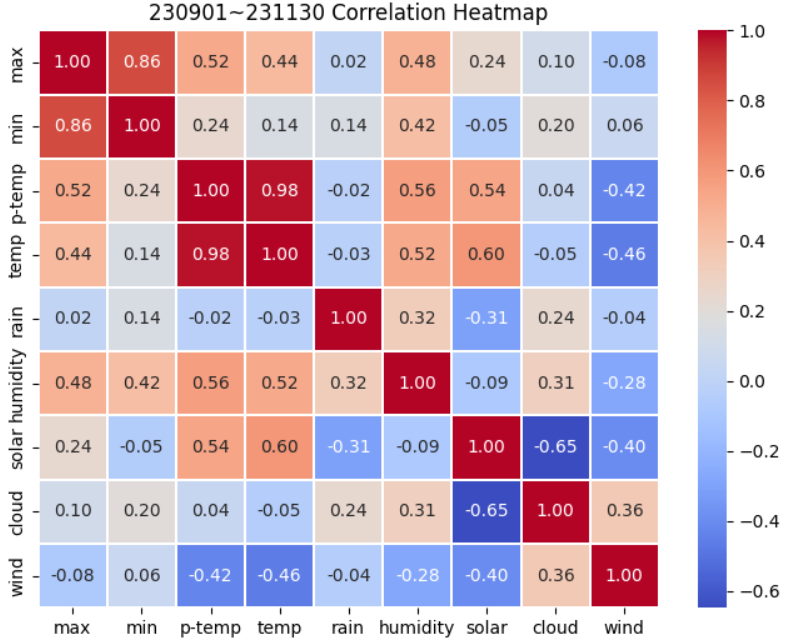 230901~231130 Correlation Heatmap
max 1.00 0.86 0.52 0.44 0.02 0.48 0.24 0.10 -0.08
min 0.86 1.00 0.24 0.14 0.14 0.42 -0.05 0.20 0.06
p-temp 0.52 0.24 1.00 0.98 -0.02 0.56 0.54 0.04 -0.42
temp 0.44 0.14 0.98 1.00 -0.03 0.52 0.60 -0.05 -0.46
rain 0.02 0.14 -0.02 -0.03 1.00 0.32 -0.31 0.24 -0.04
humidity 0.48 0.42 0.56 0.52 0.32 1.00 -0.09 0.31 -0.28
solar 0.24 -0.05 0.54 0.60 -0.31 -0.09 1.00 -0.65 -0.40
cloud 0.10 0.20 0.04 -0.05 0.24 0.31 -0.65 1.00 0.36
wind -0.08 0.06 -0.42 -0.46 -0.04 -0.28 -0.40 0.36 1.00
max min p-temp temp rain humidity solar cloud wind
1.0
0.8
0.6
0.4
0.2
0.0
−0.2
−0.4
−0.6